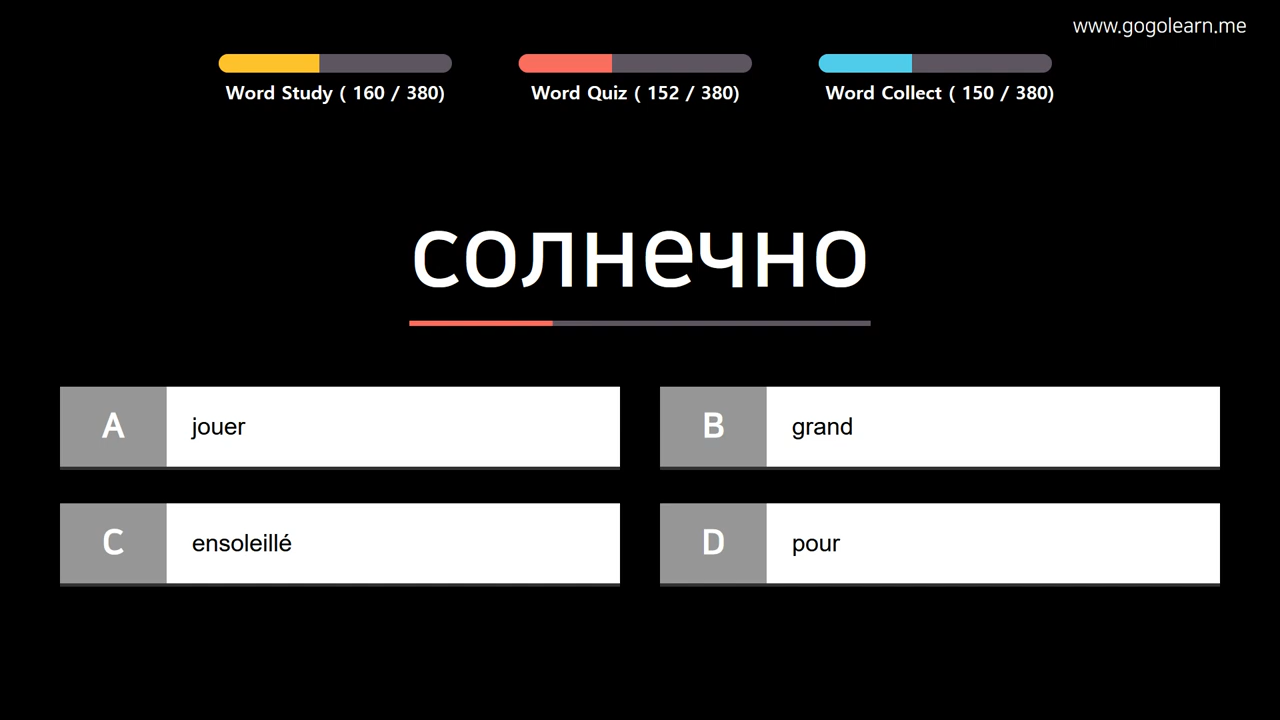 www.gogolearn.me
Word Study ( 160 / 380)
Word Quiz ( 152 / 380)
Word Collect ( 150 / 380)
солнечно
A jouer
B grand
C ensoleillé
D pour